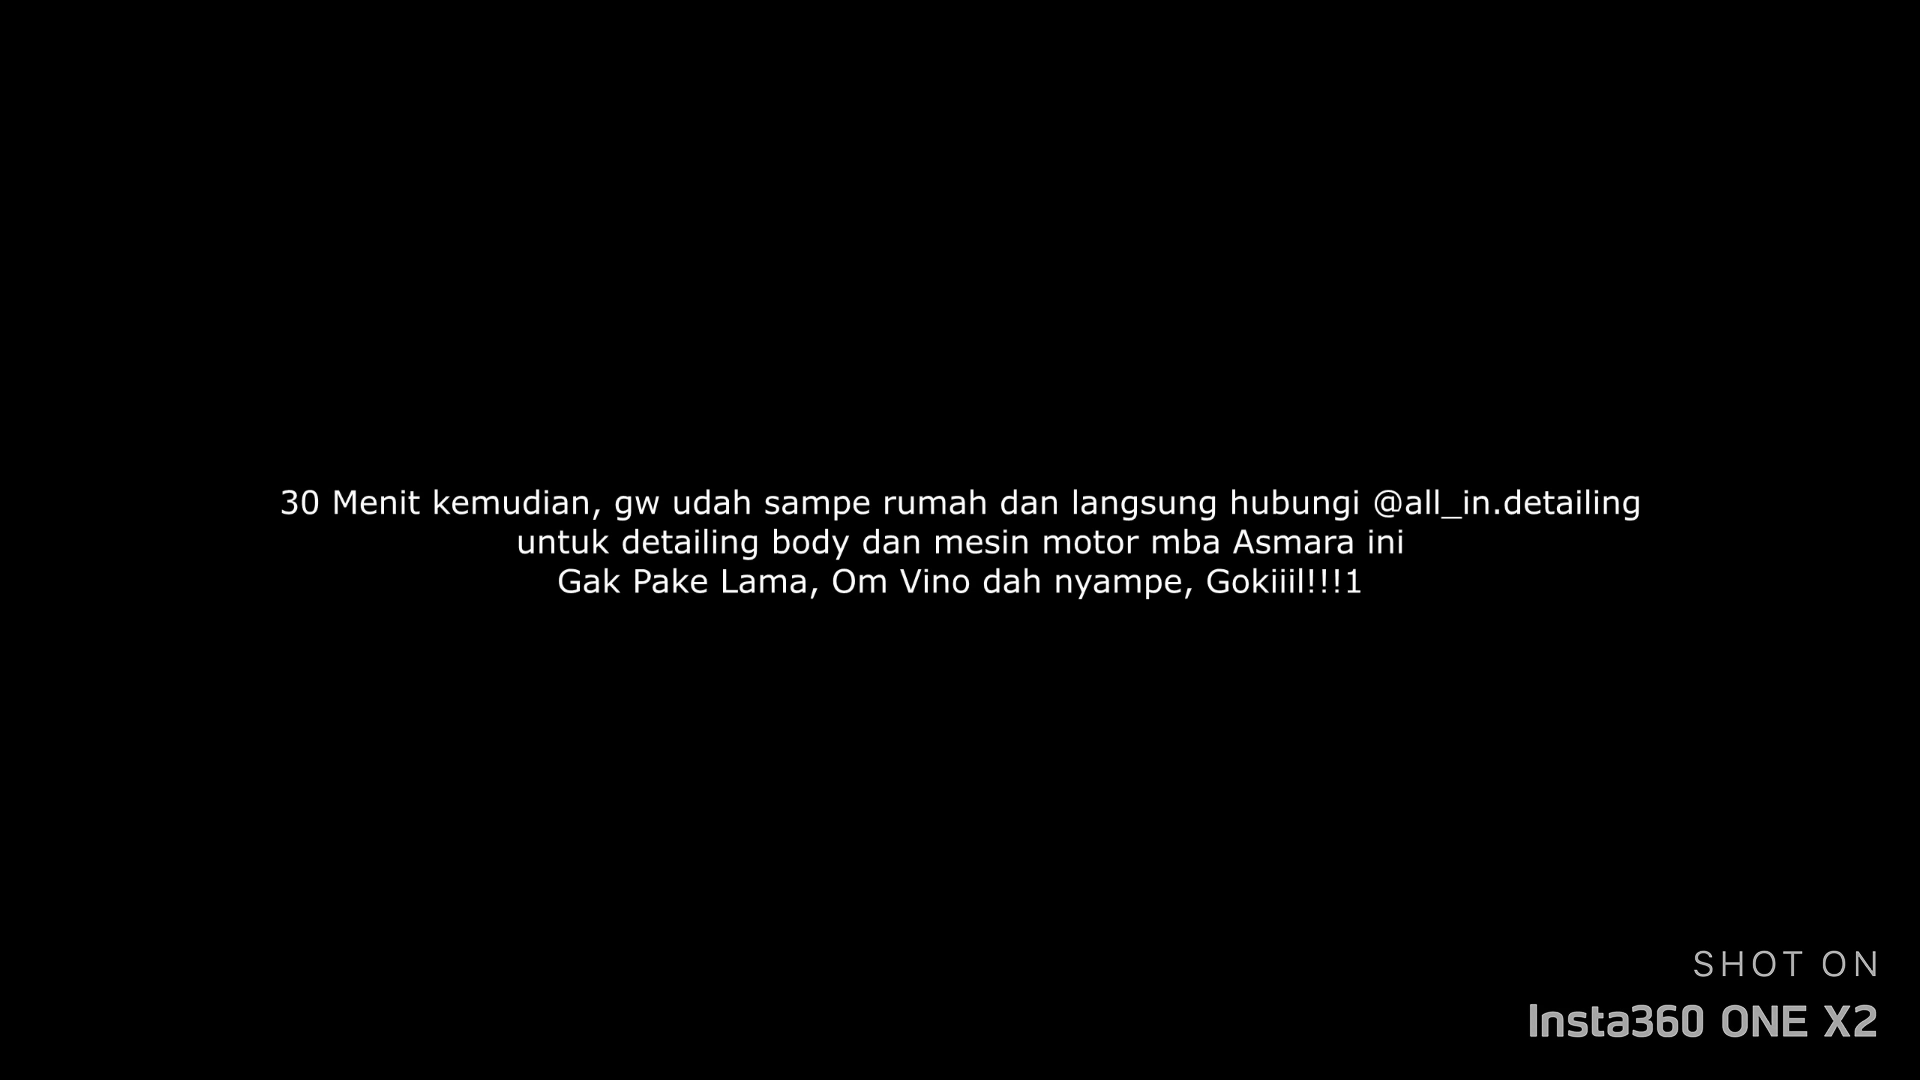 30 Menit kemudian, gw udah sampe rumah dan langsung hubungi @all_in.detailing
untuk detailing body dan mesin motor mba Asmara ini
Gak Pake Lama, Om Vino dah nyampe, Gokiiil!!!1
SHOT ON
Insta360 ONE X2